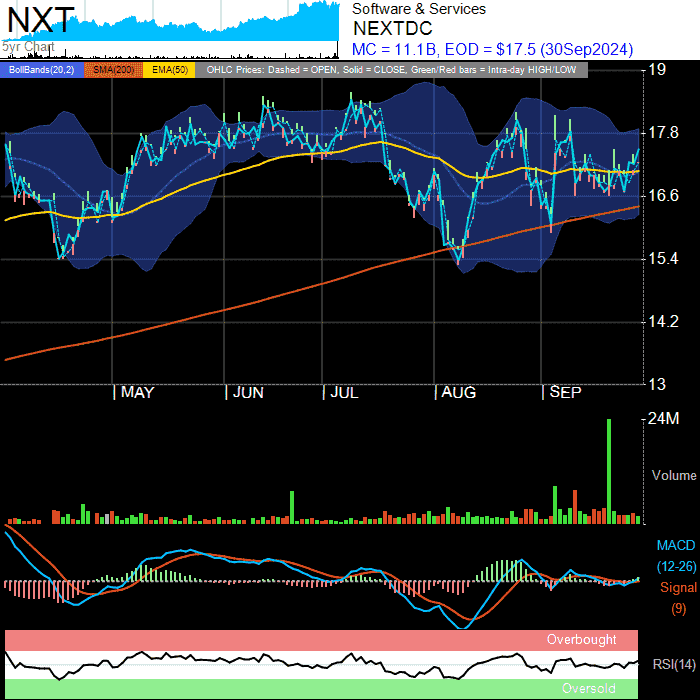 NXT
5yr Chart
Software & Services
NEXTDC
MC = 11.1B, EOD = $17.5 (30Sep2024)
BollBands(20,2) SMA(200) EMA(50) OHLC Prices: Dashed = OPEN, Solid = CLOSE, Green/Red bars = Intra-day HIGH/LOW
19
17.8
16.6
15.4
14.2
13
MAY JUN JUL AUG SEP
24M
Volume
MACD
(12-26)
Signal
(9)
Overbought
RSI(14)
Oversold